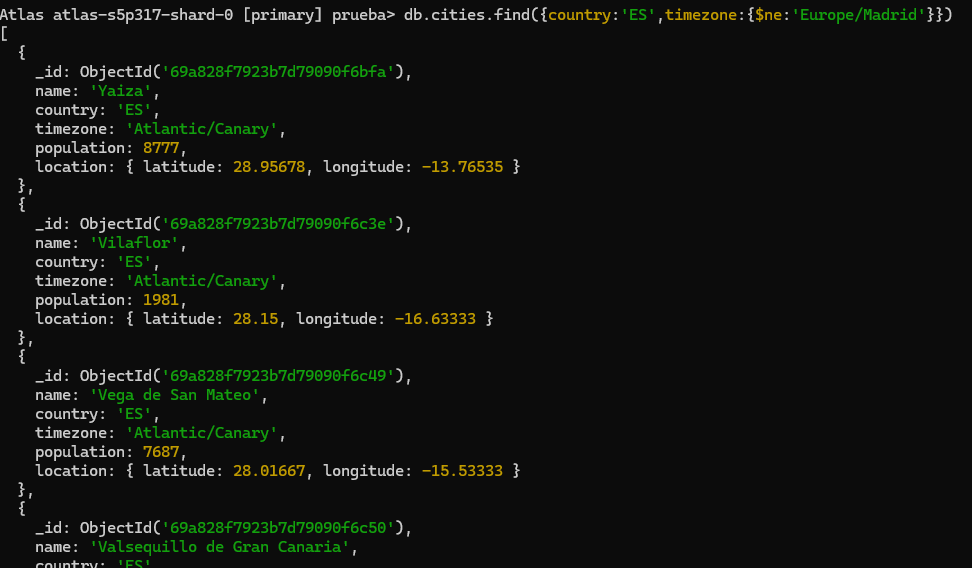 Atlas atlas-s5p317-shard-0 [primary] prueba> db.cities.find({country:'ES',timezone:{$ne:'Europe/Madrid'}})
[
  {
    _id: ObjectId('69a828f7923b7d79090f6bfa'),
    name: 'Yaiza',
    country: 'ES',
    timezone: 'Atlantic/Canary',
    population: 8777,
    location: { latitude: 28.95678, longitude: -13.76535 }
  },
  {
    _id: ObjectId('69a828f7923b7d79090f6c3e'),
    name: 'Vilaflor',
    country: 'ES',
    timezone: 'Atlantic/Canary',
    population: 1981,
    location: { latitude: 28.15, longitude: -16.63333 }
  },
  {
    _id: ObjectId('69a828f7923b7d79090f6c49'),
    name: 'Vega de San Mateo',
    country: 'ES',
    timezone: 'Atlantic/Canary',
    population: 7687,
    location: { latitude: 28.01667, longitude: -15.53333 }
  },
  {
    _id: ObjectId('69a828f7923b7d79090f6c50'),
    name: 'Valsequillo de Gran Canaria',
    country: 'ES',